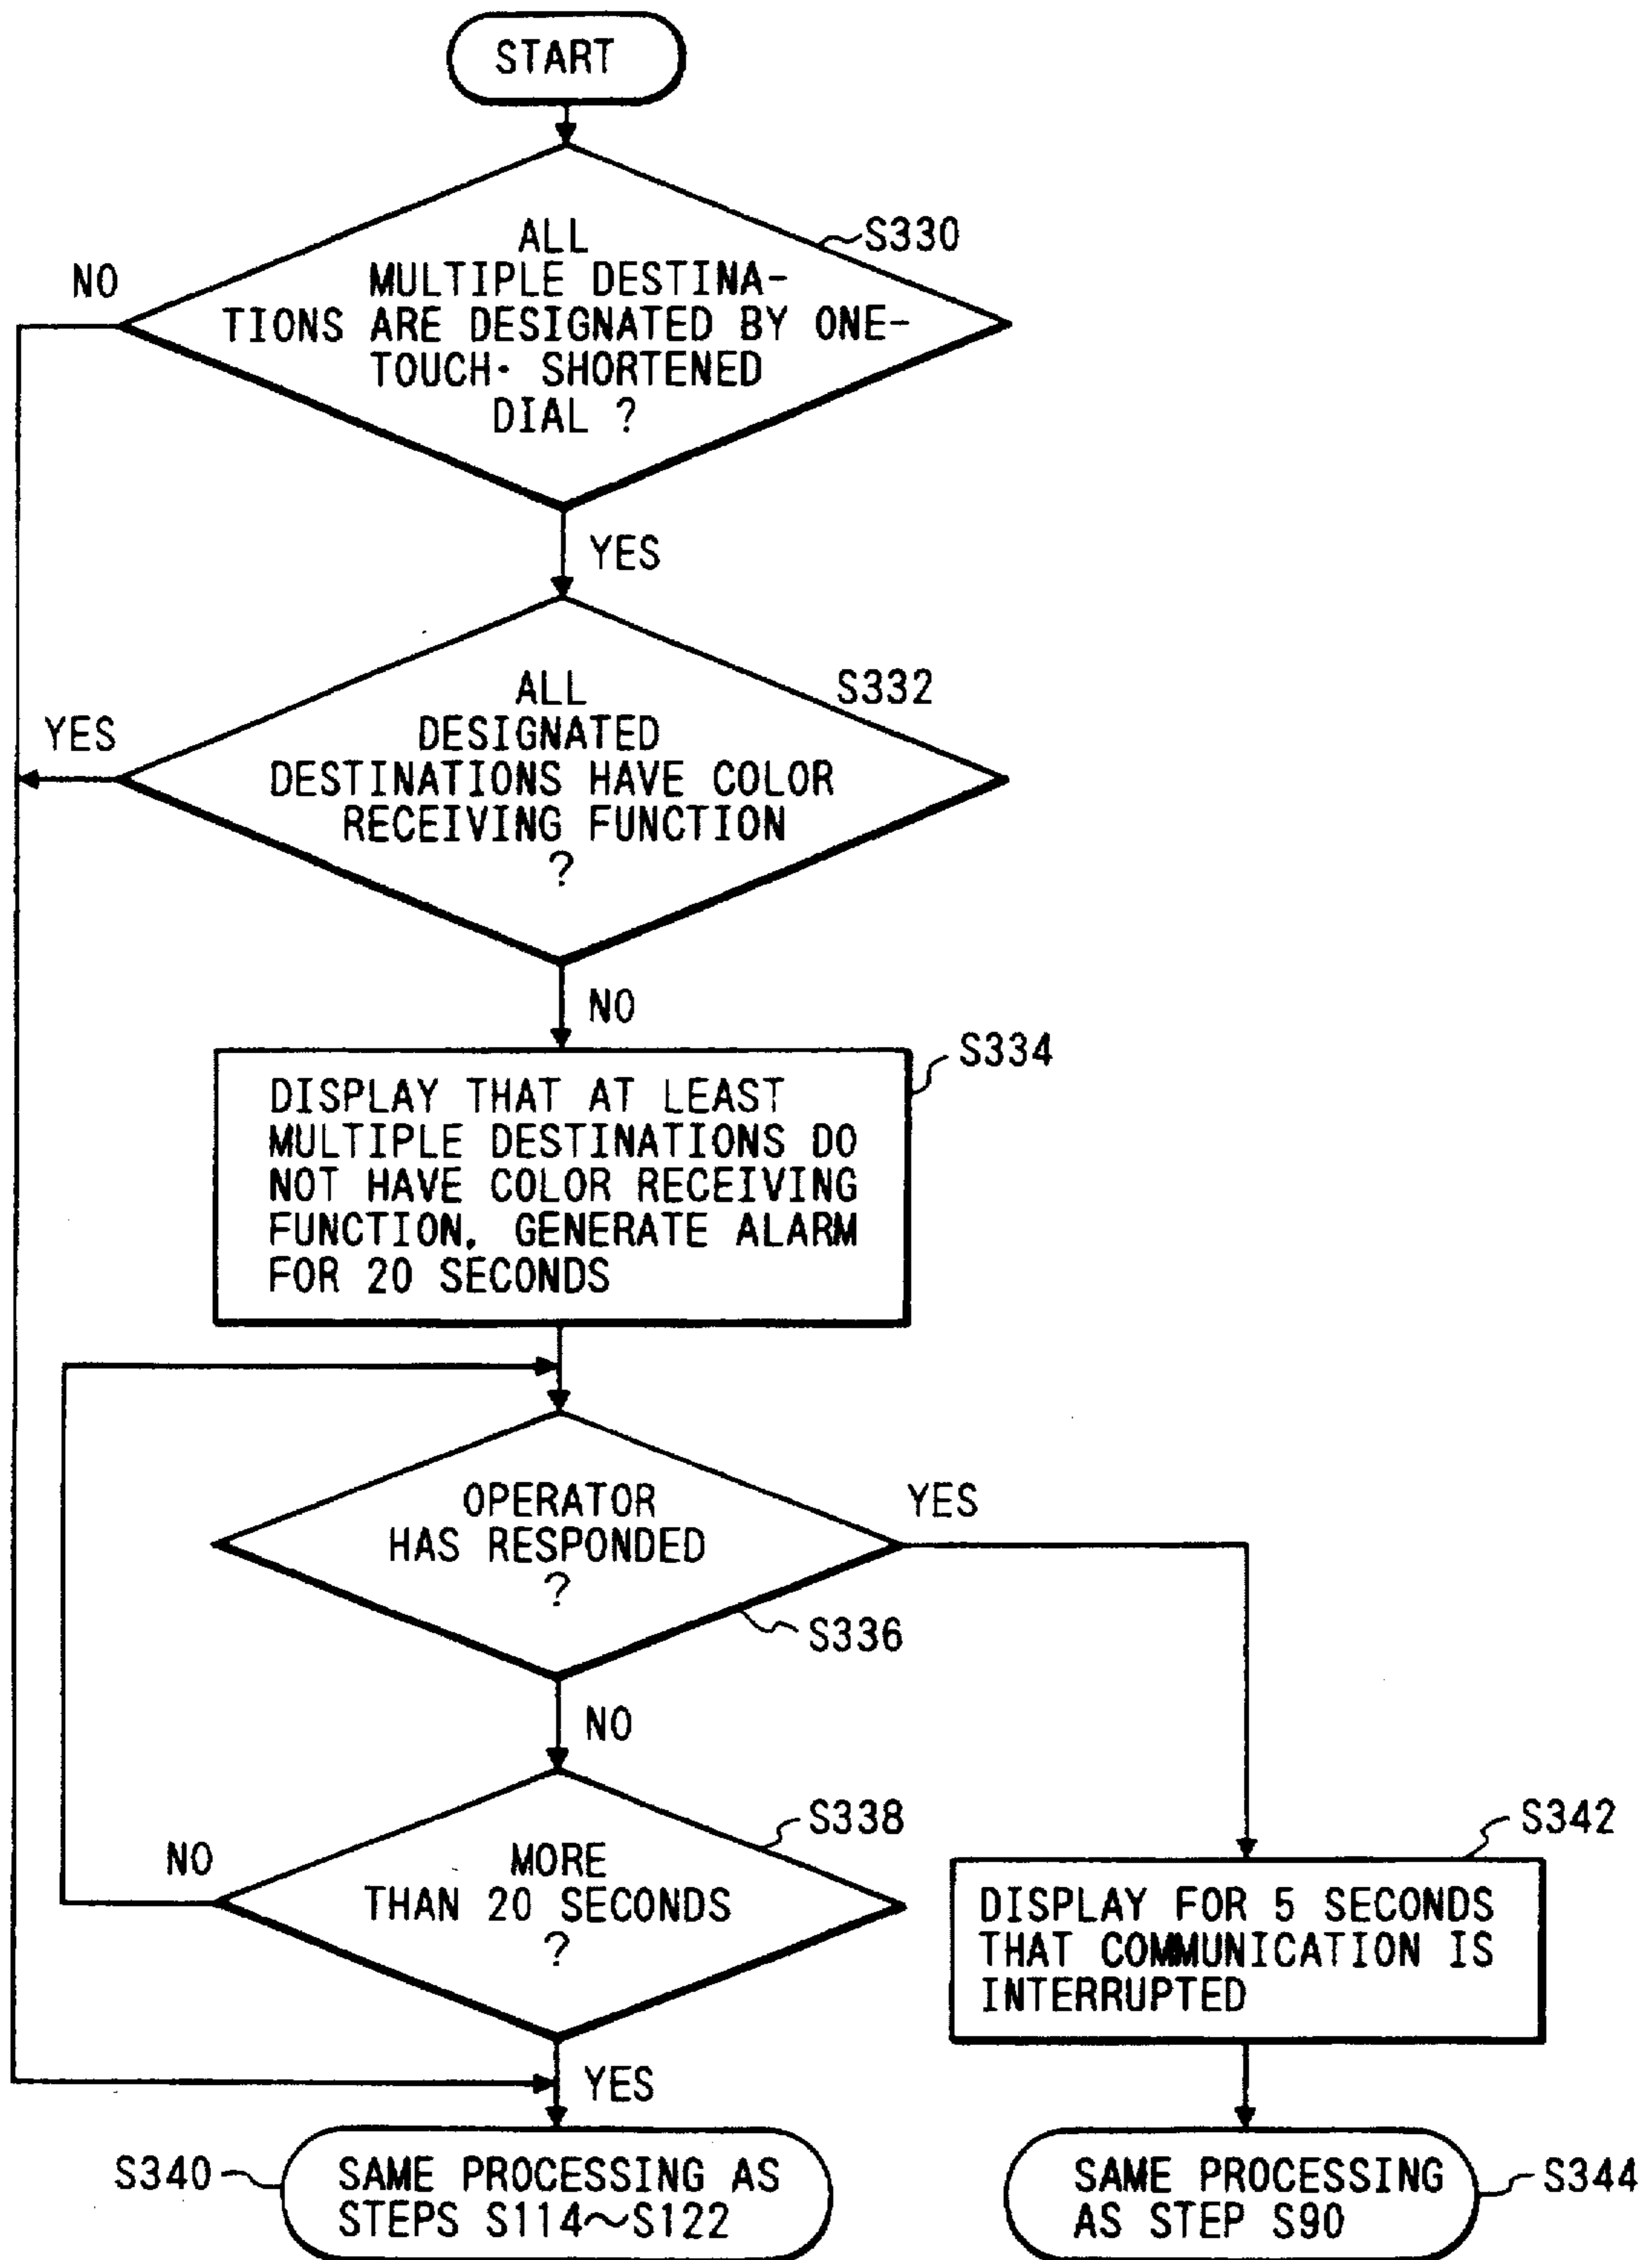 START
ALL
MULTIPLE DESTINA-
TIONS ARE DESIGNATED BY ONE-
TOUCH· SHORTENED
DIAL ?
S330
NO
YES
ALL
DESIGNATED
DESTINATIONS HAVE COLOR
RECEIVING FUNCTION
?
S332
YES
NO
S334
DISPLAY THAT AT LEAST
MULTIPLE DESTINATIONS DO
NOT HAVE COLOR RECEIVING
FUNCTION. GENERATE ALARM
FOR 20 SECONDS
OPERATOR
HAS RESPONDED
?
YES
S336
NO
S338
MORE
THAN 20 SECONDS
?
NO
S342
DISPLAY FOR 5 SECONDS
THAT COMMUNICATION IS
INTERRUPTED
YES
S340
SAME PROCESSING AS
STEPS S114～S122
SAME PROCESSING
AS STEP S90
S344